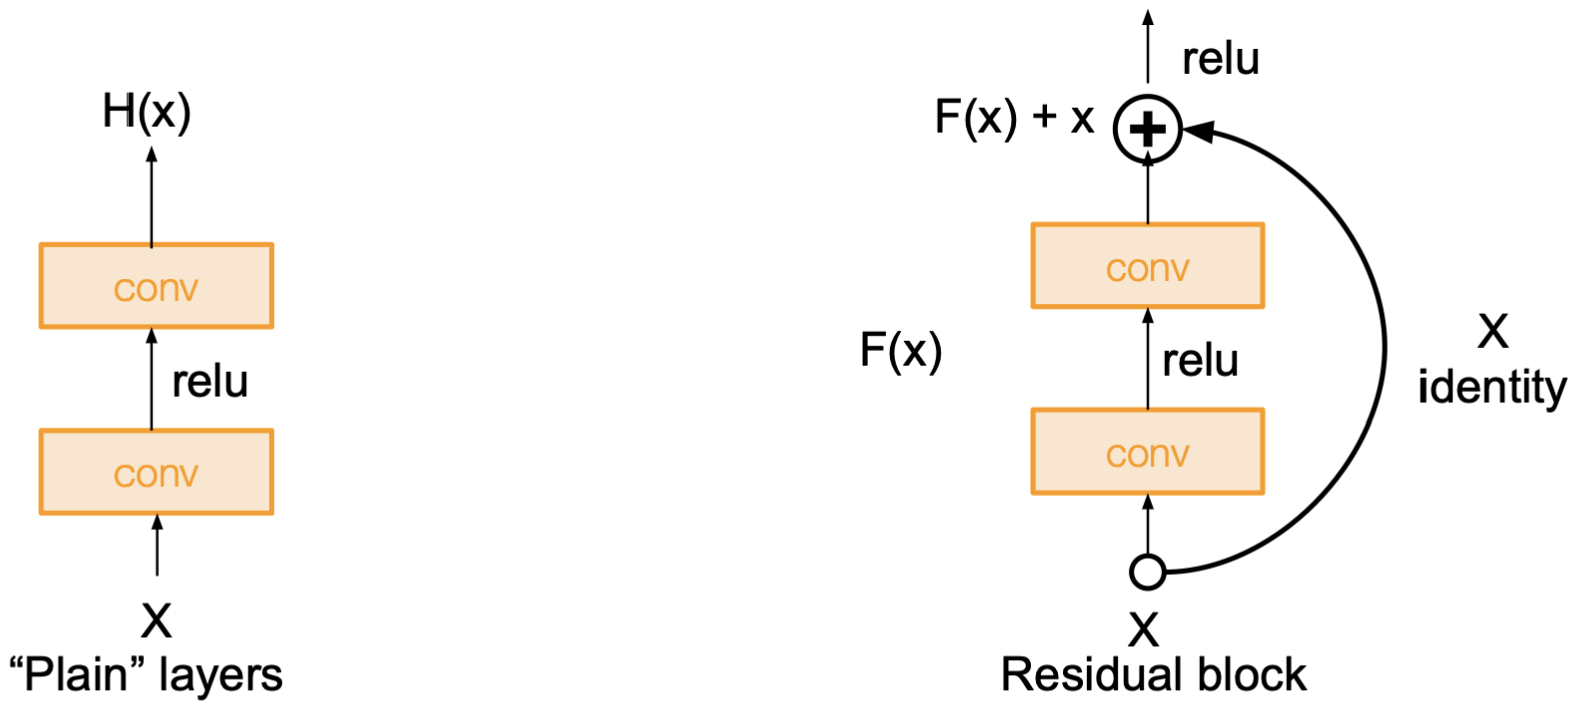 H(x)
conv
relu
conv
X
“Plain” layers
relu
F(x) + x
conv
F(x)
relu
X
identity
conv
X
Residual block